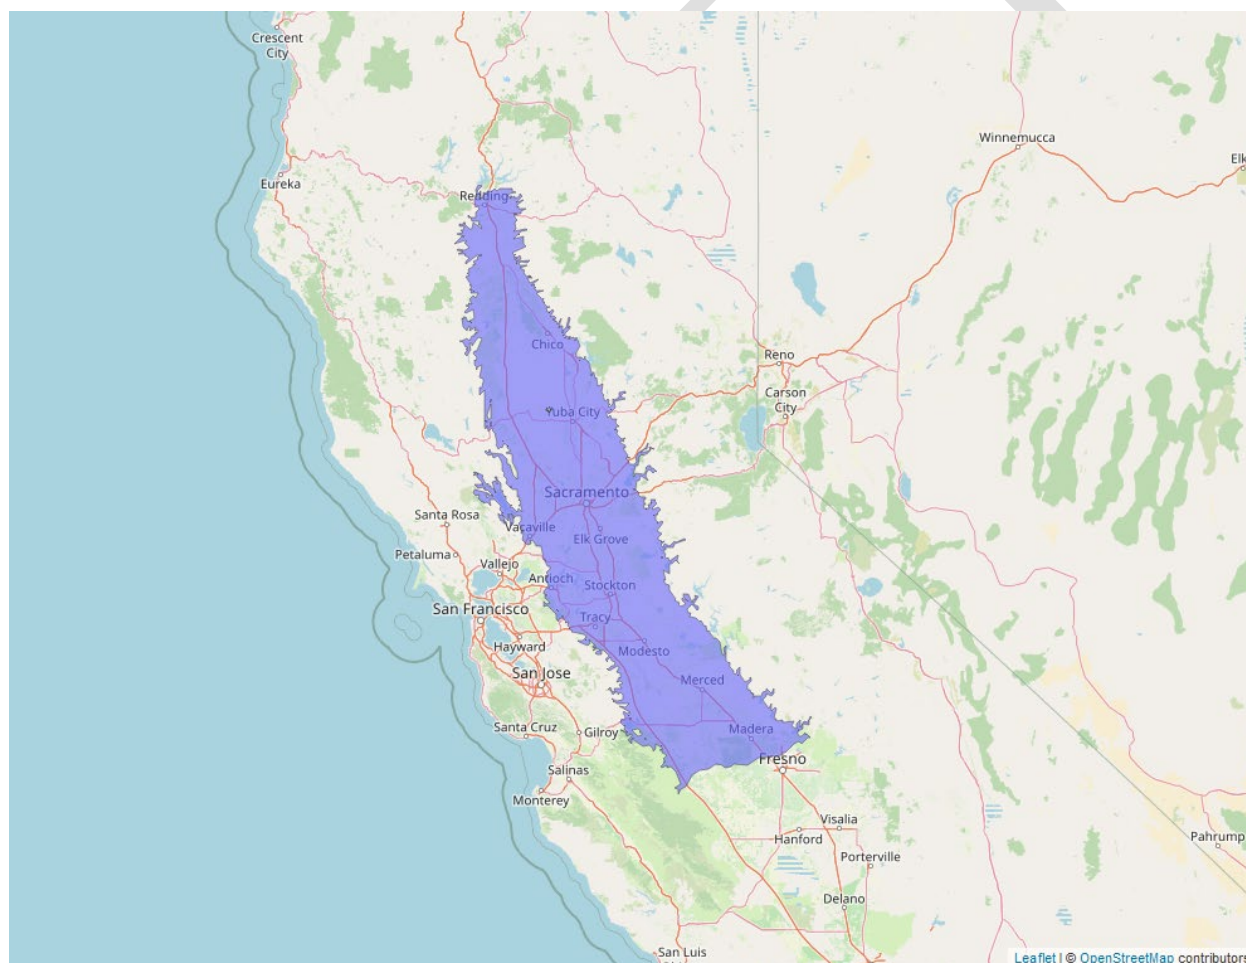 Crescent
City
Winnemucca
Elk
Eureka
Redding
Chico
Reno
Carson
City
Yuba City
Sacramento
Santa Rosa
Vacaville
Elk Grove
Petaluma
Vallejo
Antioch
Stockton
San Francisco
Tracy
Hayward
Modesto
San Jose
Merced
Santa Cruz
Gilroy
Madera
Fresno
Salinas
Monterey
Visalia
Hanford
Pahrump
Porterville
Delano
San Luis
Leaflet | © OpenStreetMap contributors